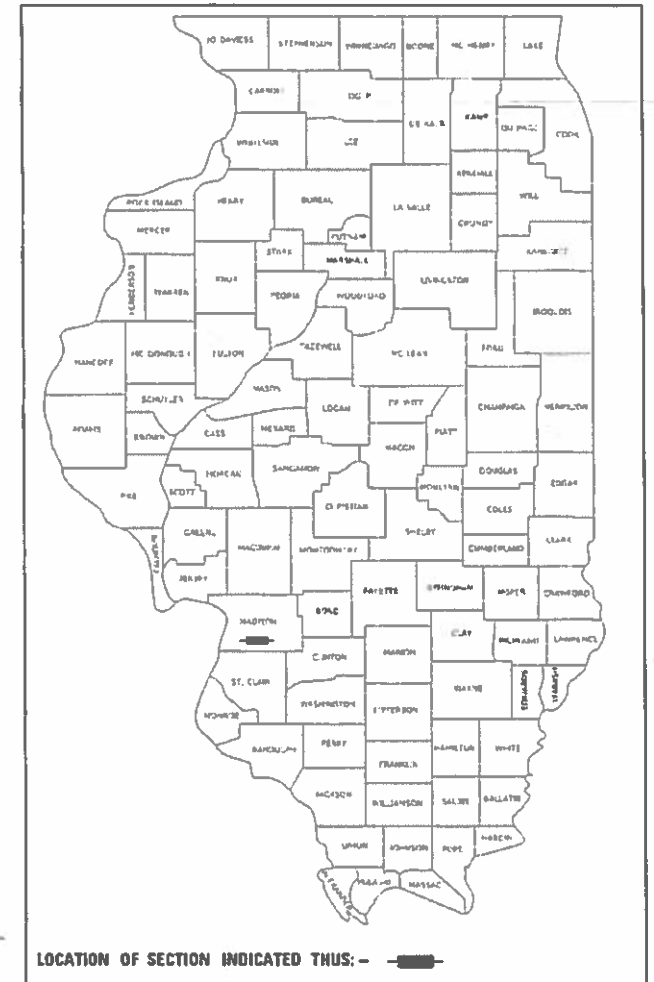 JO DAVIESS STEPHENSON WINNEBAGO BOONE MC HENRY LAKE
CARROLL OGLE DE KALB KANE DU PAGE COOK
WHITESIDE LEE KENDALL WILL
ROCK ISLAND HENRY BUREAU LA SALLE GRUNDY
MERCER PUTNAM KANKAKEE
STARK MARSHALL
HENDERSON WARREN KNOX PEORIA WOODFORD LIVINGSTON IROQUOIS
HANCOCK MC DONOUGH FULTON TAZEWELL MC LEAN FORD
SCHUYLER MASON LOGAN DE WITT CHAMPAIGN VERMILION
ADAMS BROWN CASS MENARD MACON PIATT
PIKE SCOTT MORGAN SANGAMON CHRISTIAN MOULTRIE DOUGLAS EDGAR
COLES
CALHOUN GREENE MACOUPIN MONTGOMERY SHELBY CUMBERLAND CLARK
JERSEY FAYETTE EFFINGHAM JASPER CRAWFORD
MADISON BOND CLAY RICHLAND LAWRENCE
CLINTON MARION
ST. CLAIR WASHINGTON JEFFERSON WAYNE EDWARDS WABASH
MONROE
RANDOLPH PERRY HAMILTON WHITE
FRANKLIN
JACKSON WILLIAMSON SALINE GALLATIN
UNION JOHNSON POPE HARDIN
ALEXANDER PULASKI MASSAC
LOCATION OF SECTION INDICATED THUS: -